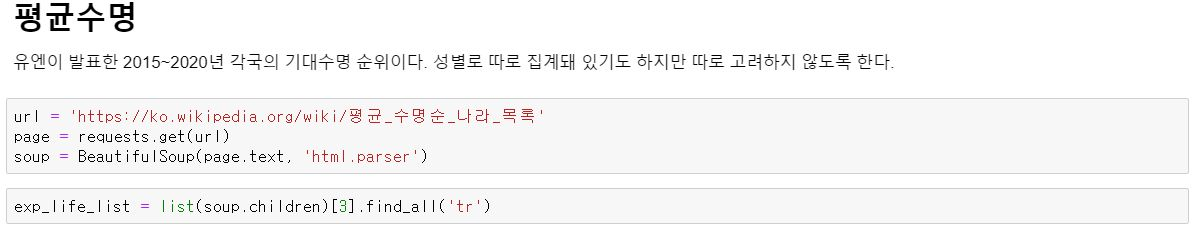 평균수명
유엔이 발표한 2015~2020년 각국의 기대수명 순위이다. 성별로 따로 집계돼 있기도 하지만 따로 고려하지 않도록 한다.
url = 'https://ko.wikipedia.org/wiki/평균_수명순_나라_목록'
page = requests.get(url)
soup = BeautifulSoup(page.text, 'html.parser')
exp_life_list = list(soup.children)[3].find_all('tr')